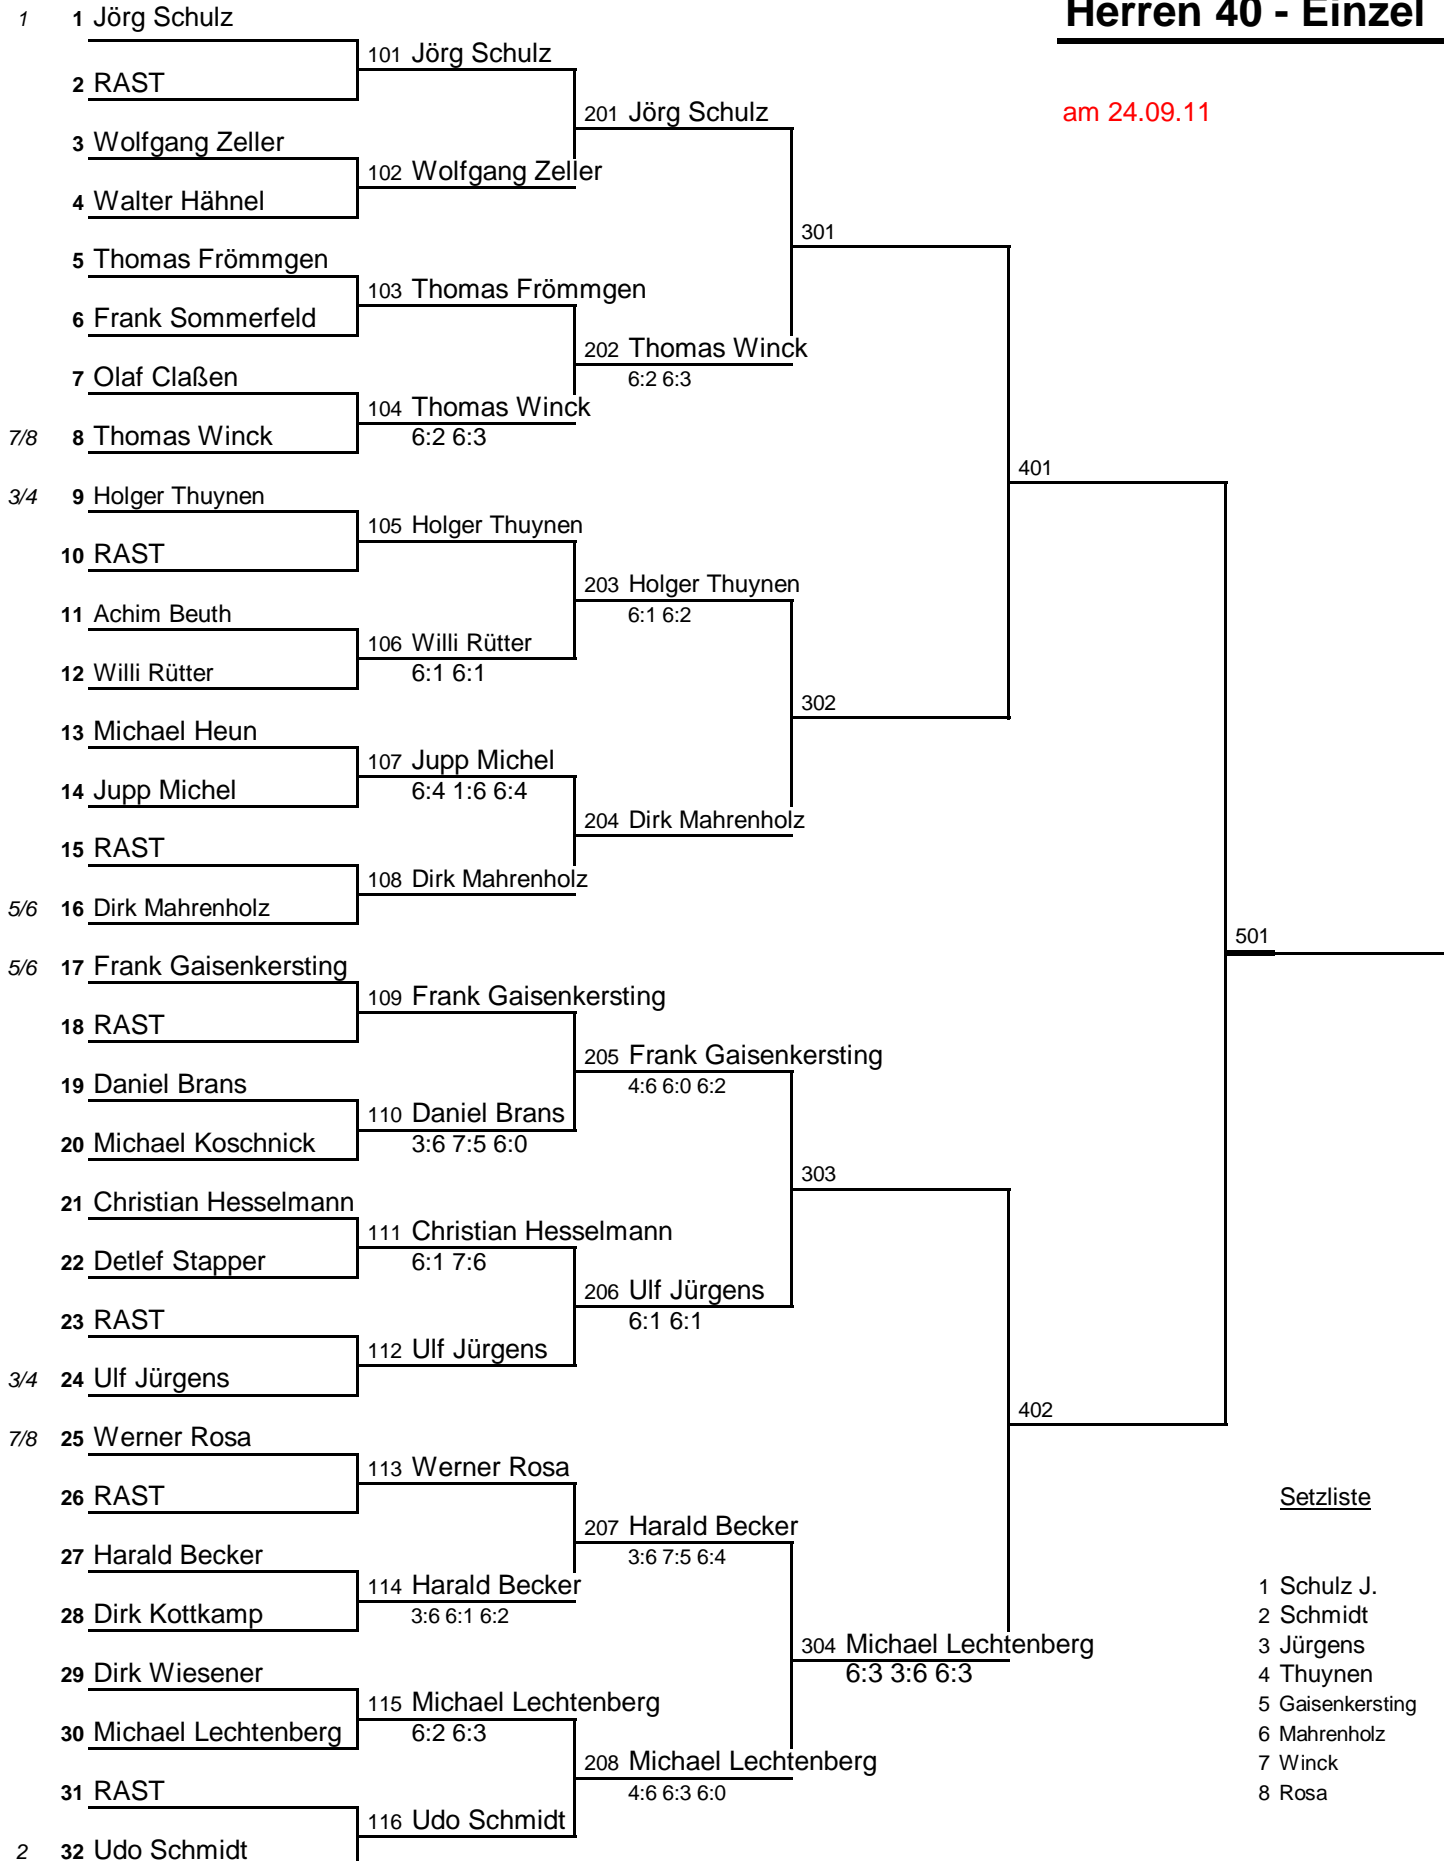 Herren 40 - Einzel
1 1 Jörg Schulz
101 Jörg Schulz
2 RAST
201 Jörg Schulz
am 24.09.11
3 Wolfgang Zeller
102 Wolfgang Zeller
4 Walter Hähnel
301
5 Thomas Frömmgen
103 Thomas Frömmgen
6 Frank Sommerfeld
202 Thomas Winck
7 Olaf Claßen
6:2 6:3
104 Thomas Winck
7/8 8 Thomas Winck
6:2 6:3
401
3/4 9 Holger Thuynen
105 Holger Thuynen
10 RAST
203 Holger Thuynen
11 Achim Beuth
6:1 6:2
106 Willi Rütter
12 Willi Rütter
6:1 6:1
302
13 Michael Heun
107 Jupp Michel
14 Jupp Michel
6:4 1:6 6:4
204 Dirk Mahrenholz
15 RAST
108 Dirk Mahrenholz
5/6 16 Dirk Mahrenholz
501
5/6 17 Frank Gaisenkersting
109 Frank Gaisenkersting
18 RAST
205 Frank Gaisenkersting
19 Daniel Brans
4:6 6:0 6:2
110 Daniel Brans
20 Michael Koschnick
3:6 7:5 6:0
303
21 Christian Hesselmann
111 Christian Hesselmann
22 Detlef Stapper
6:1 7:6
206 Ulf Jürgens
23 RAST
6:1 6:1
112 Ulf Jürgens
3/4 24 Ulf Jürgens
402
7/8 25 Werner Rosa
113 Werner Rosa
26 RAST
Setzliste
207 Harald Becker
27 Harald Becker
3:6 7:5 6:4
114 Harald Becker
1 Schulz J.
28 Dirk Kottkamp
3:6 6:1 6:2
2 Schmidt
304 Michael Lechtenberg
3 Jürgens
29 Dirk Wiesener
6:3 3:6 6:3
4 Thuynen
115 Michael Lechtenberg
5 Gaisenkersting
30 Michael Lechtenberg
6:2 6:3
6 Mahrenholz
208 Michael Lechtenberg
7 Winck
31 RAST
4:6 6:3 6:0
8 Rosa
116 Udo Schmidt
2 32 Udo Schmidt